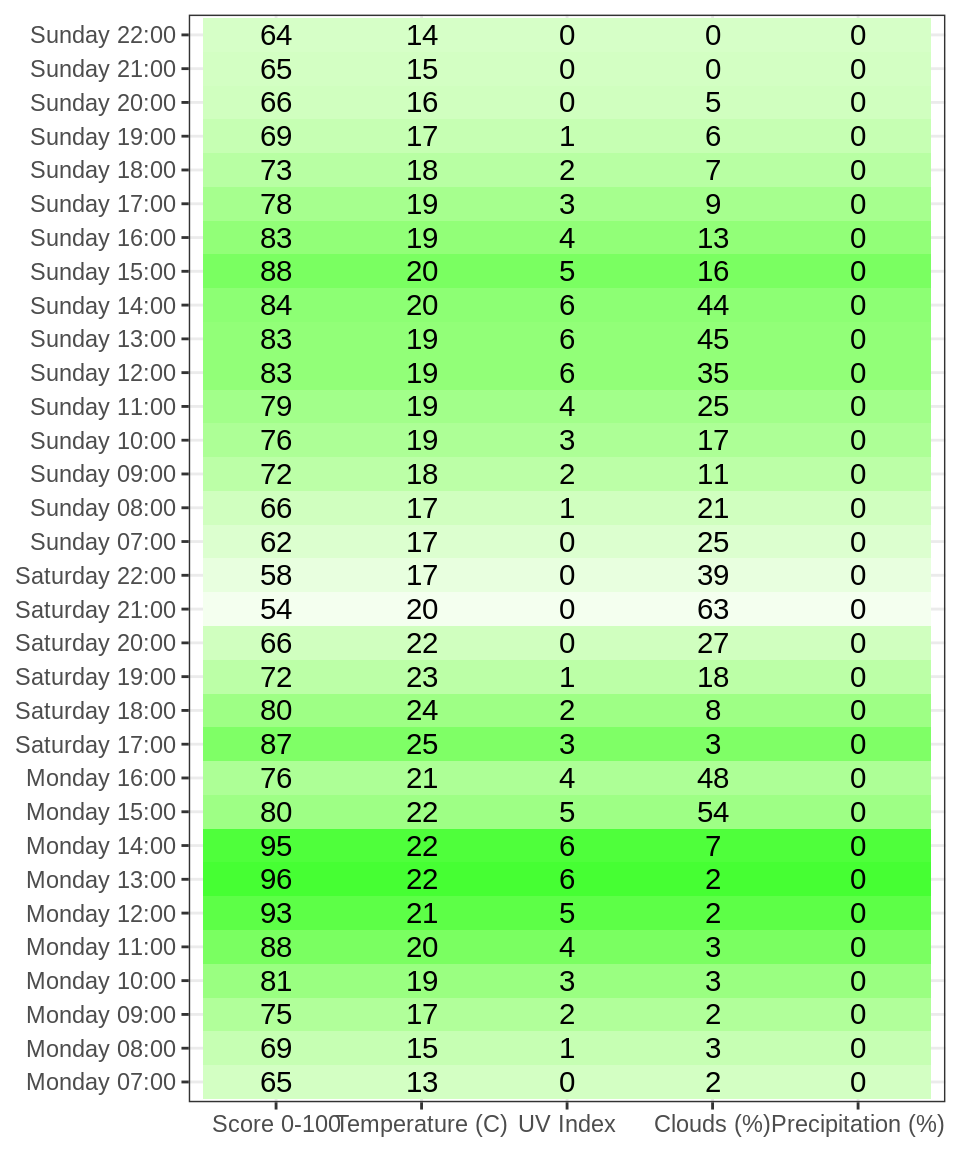 Sunday 22:00 64 14 0 0 0
Sunday 21:00 65 15 0 0 0
Sunday 20:00 66 16 0 5 0
Sunday 19:00 69 17 1 6 0
Sunday 18:00 73 18 2 7 0
Sunday 17:00 78 19 3 9 0
Sunday 16:00 83 19 4 13 0
Sunday 15:00 88 20 5 16 0
Sunday 14:00 84 20 6 44 0
Sunday 13:00 83 19 6 45 0
Sunday 12:00 83 19 6 35 0
Sunday 11:00 79 19 4 25 0
Sunday 10:00 76 19 3 17 0
Sunday 09:00 72 18 2 11 0
Sunday 08:00 66 17 1 21 0
Sunday 07:00 62 17 0 25 0
Saturday 22:00 58 17 0 39 0
Saturday 21:00 54 20 0 63 0
Saturday 20:00 66 22 0 27 0
Saturday 19:00 72 23 1 18 0
Saturday 18:00 80 24 2 8 0
Saturday 17:00 87 25 3 3 0
Monday 16:00 76 21 4 48 0
Monday 15:00 80 22 5 54 0
Monday 14:00 95 22 6 7 0
Monday 13:00 96 22 6 2 0
Monday 12:00 93 21 5 2 0
Monday 11:00 88 20 4 3 0
Monday 10:00 81 19 3 3 0
Monday 09:00 75 17 2 2 0
Monday 08:00 69 15 1 3 0
Monday 07:00 65 13 0 2 0
Score 0-100 Temperature (C) UV Index Clouds (%) Precipitation (%)